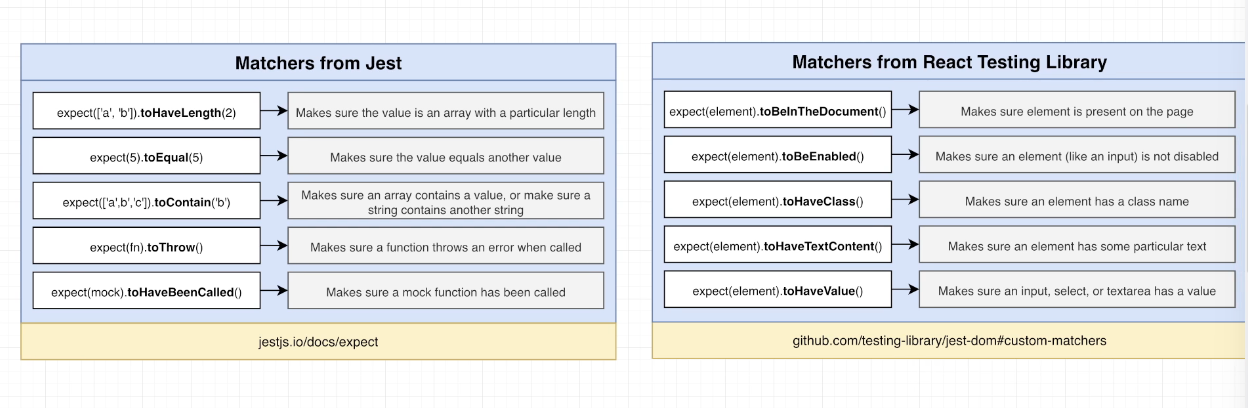 Matchers from Jest
expect(['a', 'b']).toHaveLength(2)
Makes sure the value is an array with a particular length
expect(5).toEqual(5)
Makes sure the value equals another value
expect(['a',b','c']).toContain('b')
Makes sure an array contains a value, or make sure a
string contains another string
expect(fn).toThrow()
Makes sure a function throws an error when called
expect(mock).toHaveBeenCalled()
Makes sure a mock function has been called
jestjs.io/docs/expect
Matchers from React Testing Library
expect(element).toBeInTheDocument()
Makes sure element is present on the page
expect(element).toBeEnabled()
Makes sure an element (like an input) is not disabled
expect(element).toHaveClass()
Makes sure an element has a class name
expect(element).toHaveTextContent()
Makes sure an element has some particular text
expect(element).toHaveValue()
Makes sure an input, select, or textarea has a value
github.com/testing-library/jest-dom#custom-matchers